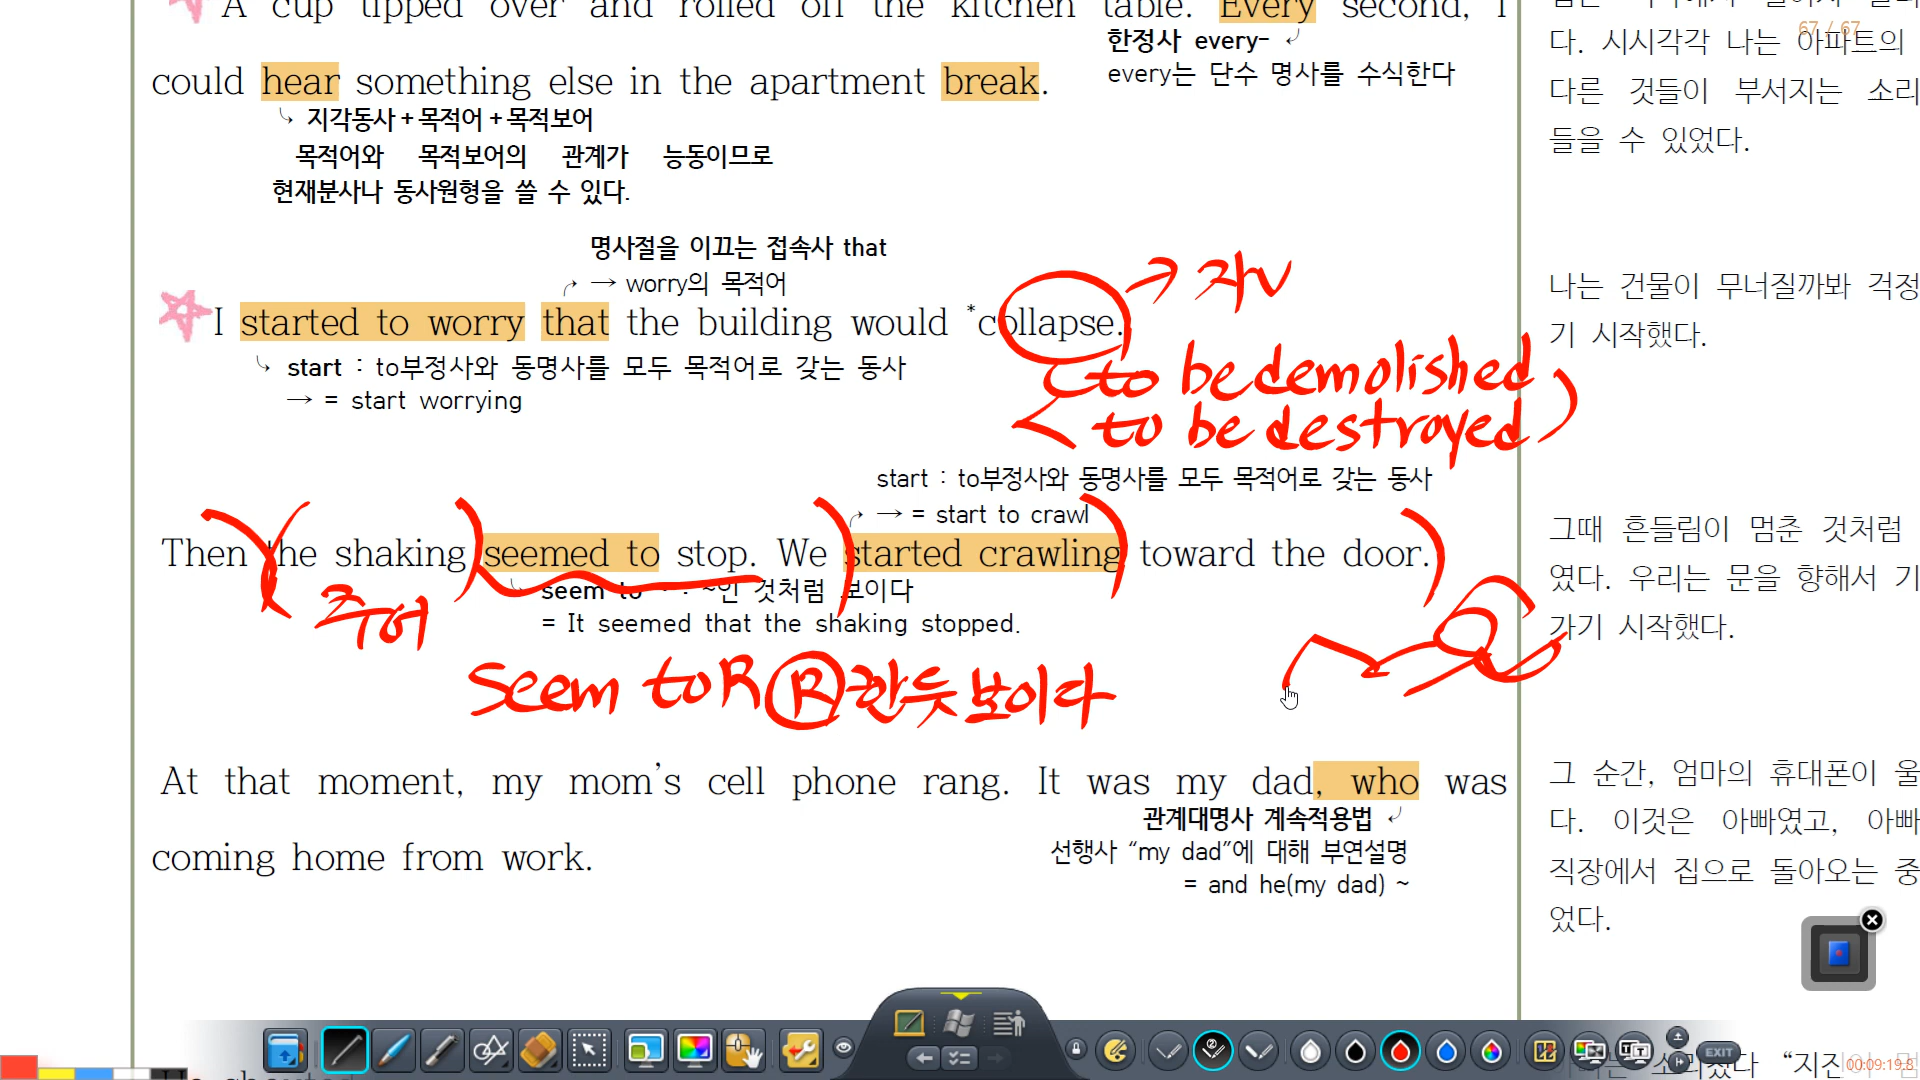 A cup tipped over and rolled off the kitchen table. Every second, I
67 / 67
한정사 every-
다. 시시각각 나는 아파트의
could hear something else in the apartment break.
every는 단수 명사를 수식한다
다른 것들이 부서지는 소리
지각동사+목적어+목적보어
들을 수 있었다.
목적어와 목적보어의 관계가 능동이므로
현재분사나 동사원형을 쓸 수 있다.
명사절을 이끄는 접속사 that
→ worry의 목적어
→ 자V
나는 건물이 무너질까봐 걱정
I started to worry that the building would *collapse.
기 시작했다.
start : to부정사와 동명사를 모두 목적어로 갖는 동사
(to be demolished
→ = start worrying
to be destroyed)
start : to부정사와 동명사를 모두 목적어로 갖는 동사
→ = start to crawl
그때 흔들림이 멈춘 것처럼
Then the shaking seemed to stop. We started crawling toward the door.
였다. 우리는 문을 향해서 기
seem to : ~인 것처럼 보이다
주어
= It seemed that the shaking stopped.
가기 시작했다.
Seem to R R한듯 보이다
At that moment, my mom's cell phone rang. It was my dad, who was
그 순간, 엄마의 휴대폰이 울
관계대명사 계속적용법
다. 이것은 아빠였고, 아빠
coming home from work.
선행사 “my dad”에 대해 부연설명
직장에서 집으로 돌아오는 중
= and he(my dad) ~
었다.
EXIT
“지진이
00:09:19.8